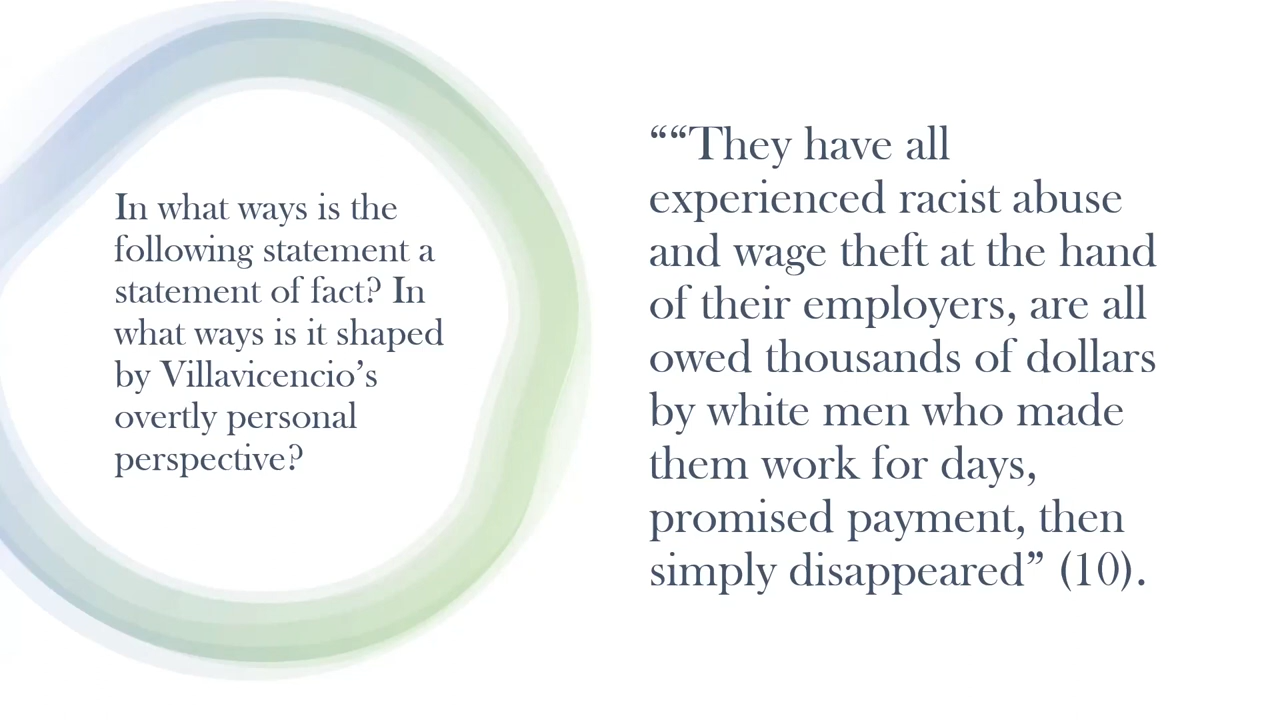 In what ways is the
following statement a
statement of fact? In
what ways is it shaped
by Villavicencio’s
overtly personal
perspective?
““They have all
experienced racist abuse
and wage theft at the hand
of their employers, are all
owed thousands of dollars
by white men who made
them work for days,
promised payment, then
simply disappeared” (10).